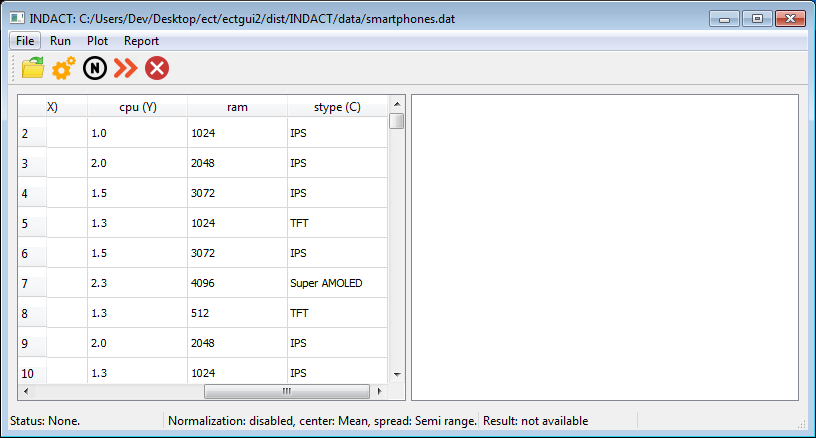 INDACT: C:/Users/Dev/Desktop/ect/ectgui2/dist/INDACT/data/smartphones.dat
File Run Plot Report
N
X) cpu (Y) ram stype (C)
2 1.0 1024 IPS
3 2.0 2048 IPS
4 1.5 3072 IPS
5 1.3 1024 TFT
6 1.5 3072 IPS
7 2.3 4096 Super AMOLED
8 1.3 512 TFT
9 2.0 2048 IPS
10 1.3 1024 IPS
Status: None. Normalization: disabled, center: Mean, spread: Semi range. Result: not available